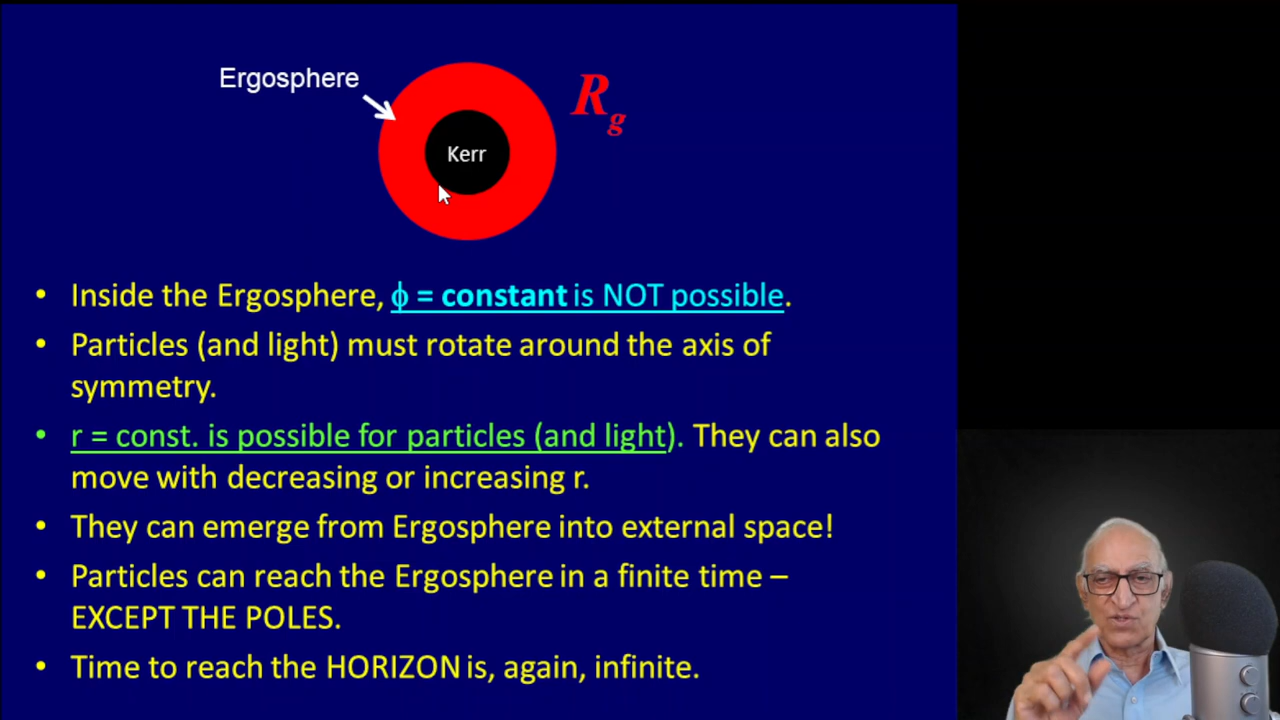 Ergosphere
R_g
Kerr
• Inside the Ergosphere, ϕ = constant is NOT possible.
• Particles (and light) must rotate around the axis of
symmetry.
• r = const. is possible for particles (and light). They can also
move with decreasing or increasing r.
• They can emerge from Ergosphere into external space!
• Particles can reach the Ergosphere in a finite time –
EXCEPT THE POLES.
• Time to reach the HORIZON is, again, infinite.